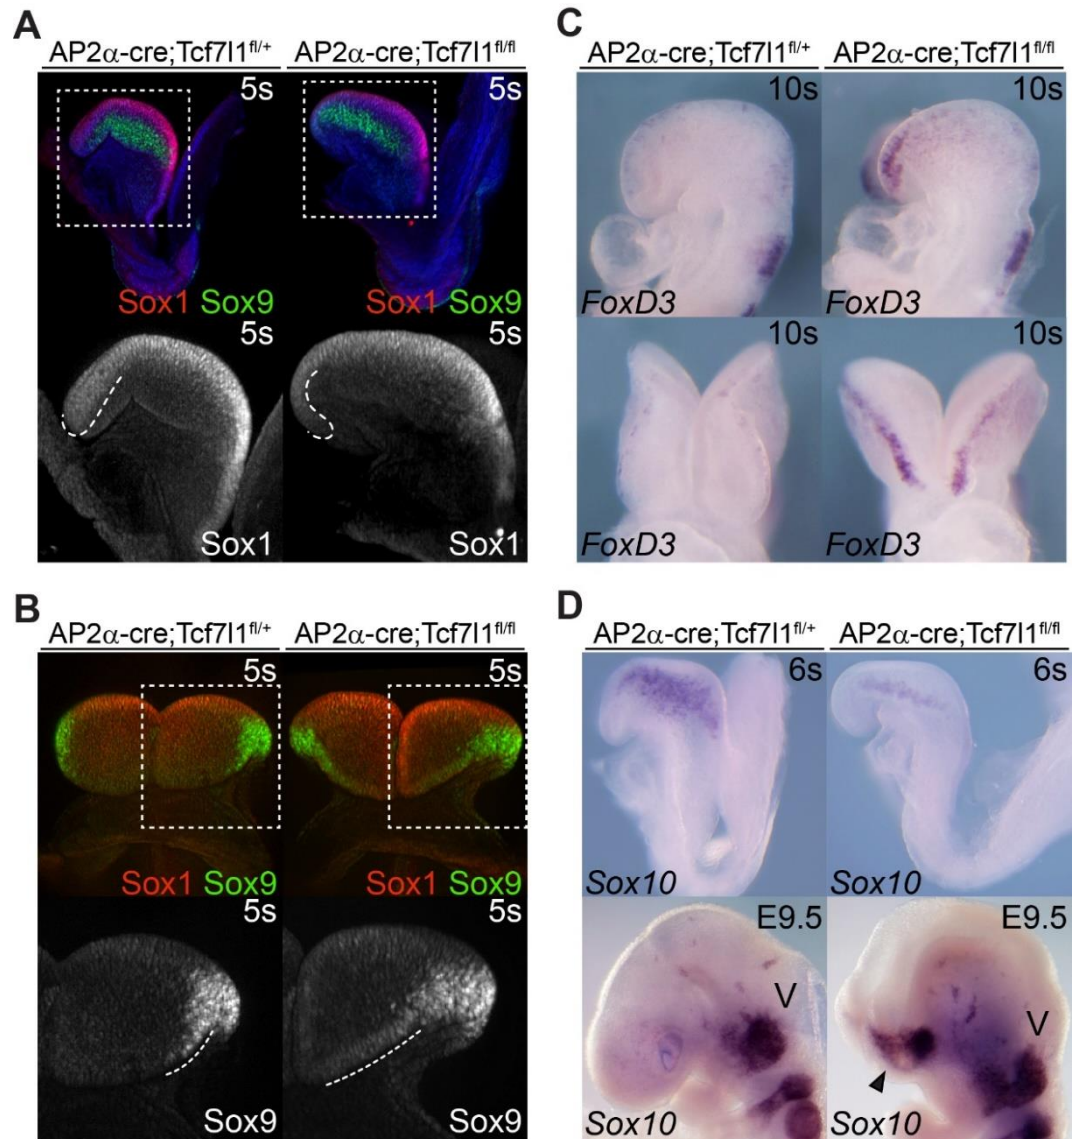 A
AP2α-cre;Tcf7l1fl/+ AP2α-cre;Tcf7l1fl/fl
5s 5s
Sox1 Sox9 Sox1 Sox9
5s 5s
Sox1 Sox1
B
AP2α-cre;Tcf7l1fl/+ AP2α-cre;Tcf7l1fl/fl
5s 5s
Sox1 Sox9 Sox1 Sox9
5s 5s
Sox9 Sox9
C
AP2α-cre;Tcf7l1fl/+ AP2α-cre;Tcf7l1fl/fl
10s 10s
FoxD3 FoxD3
10s 10s
FoxD3 FoxD3
D
AP2α-cre;Tcf7l1fl/+ AP2α-cre;Tcf7l1fl/fl
6s 6s
Sox10 Sox10
E9.5 E9.5
V V
Sox10 Sox10